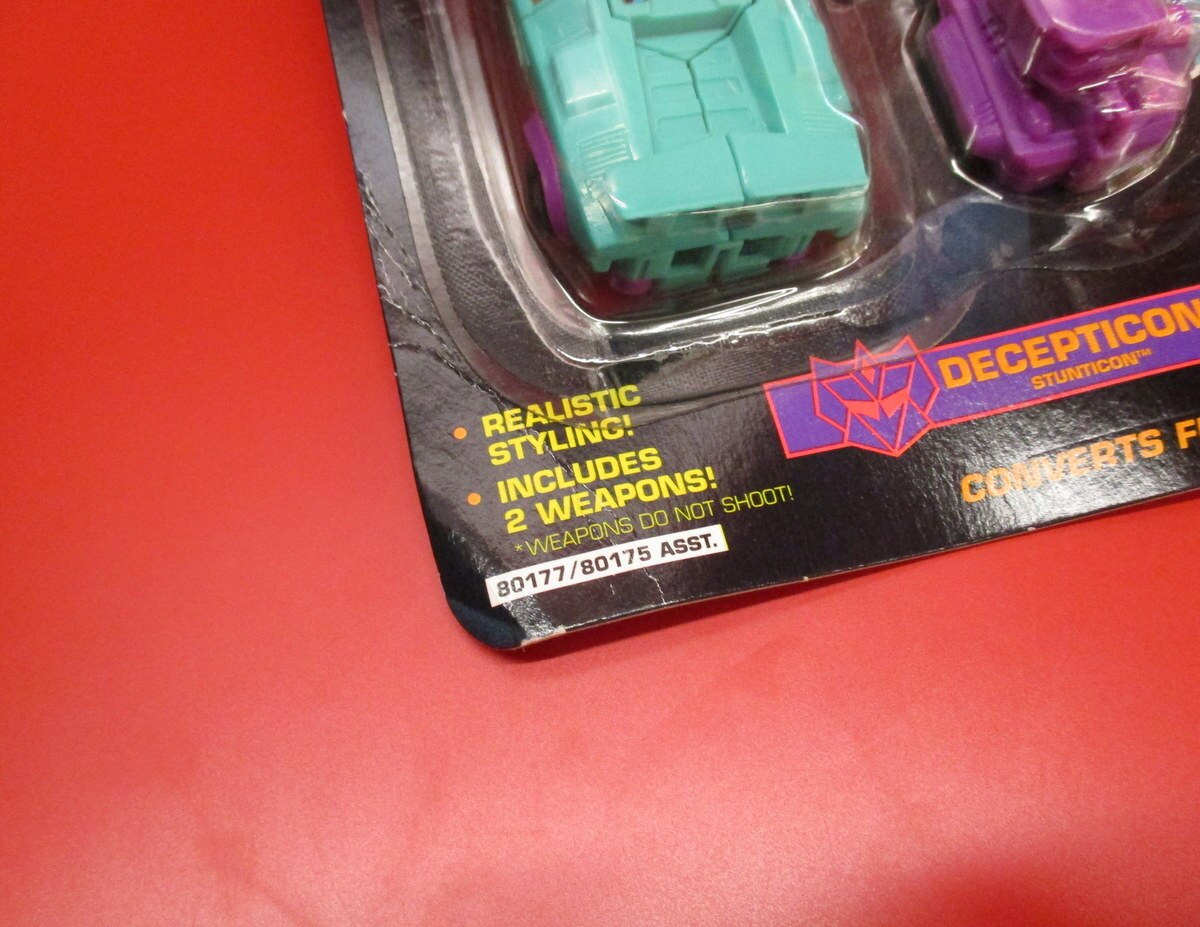 • REALISTIC
STYLING!
• INCLUDES
2 WEAPONS!
*WEAPONS DO NOT SHOOT!
80177/80175 ASST.
DECEPTICON
STUNTICON™
CONVERTS